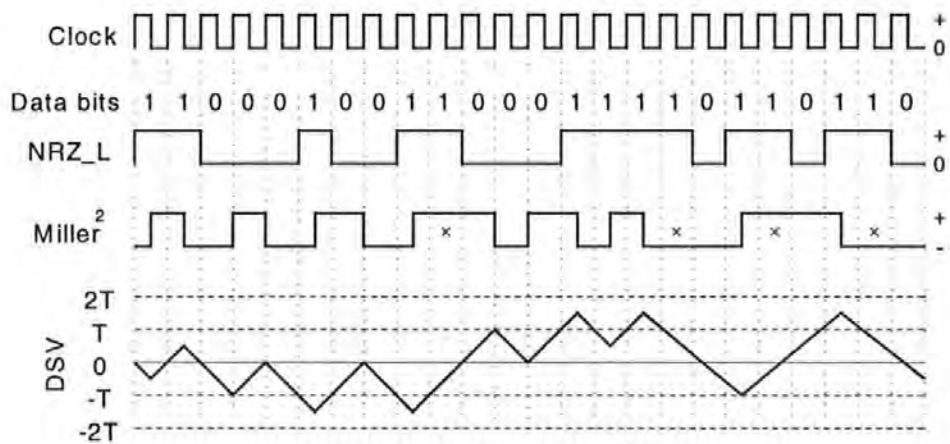 Clock + 0
Data bits 1 1 0 0 0 1 0 0 1 1 0 0 0 1 1 1 1 0 1 1 0 1 1 0
NRZ_L + 0
Miller² × × × × + -
DSV
2T
T
0
-T
-2T